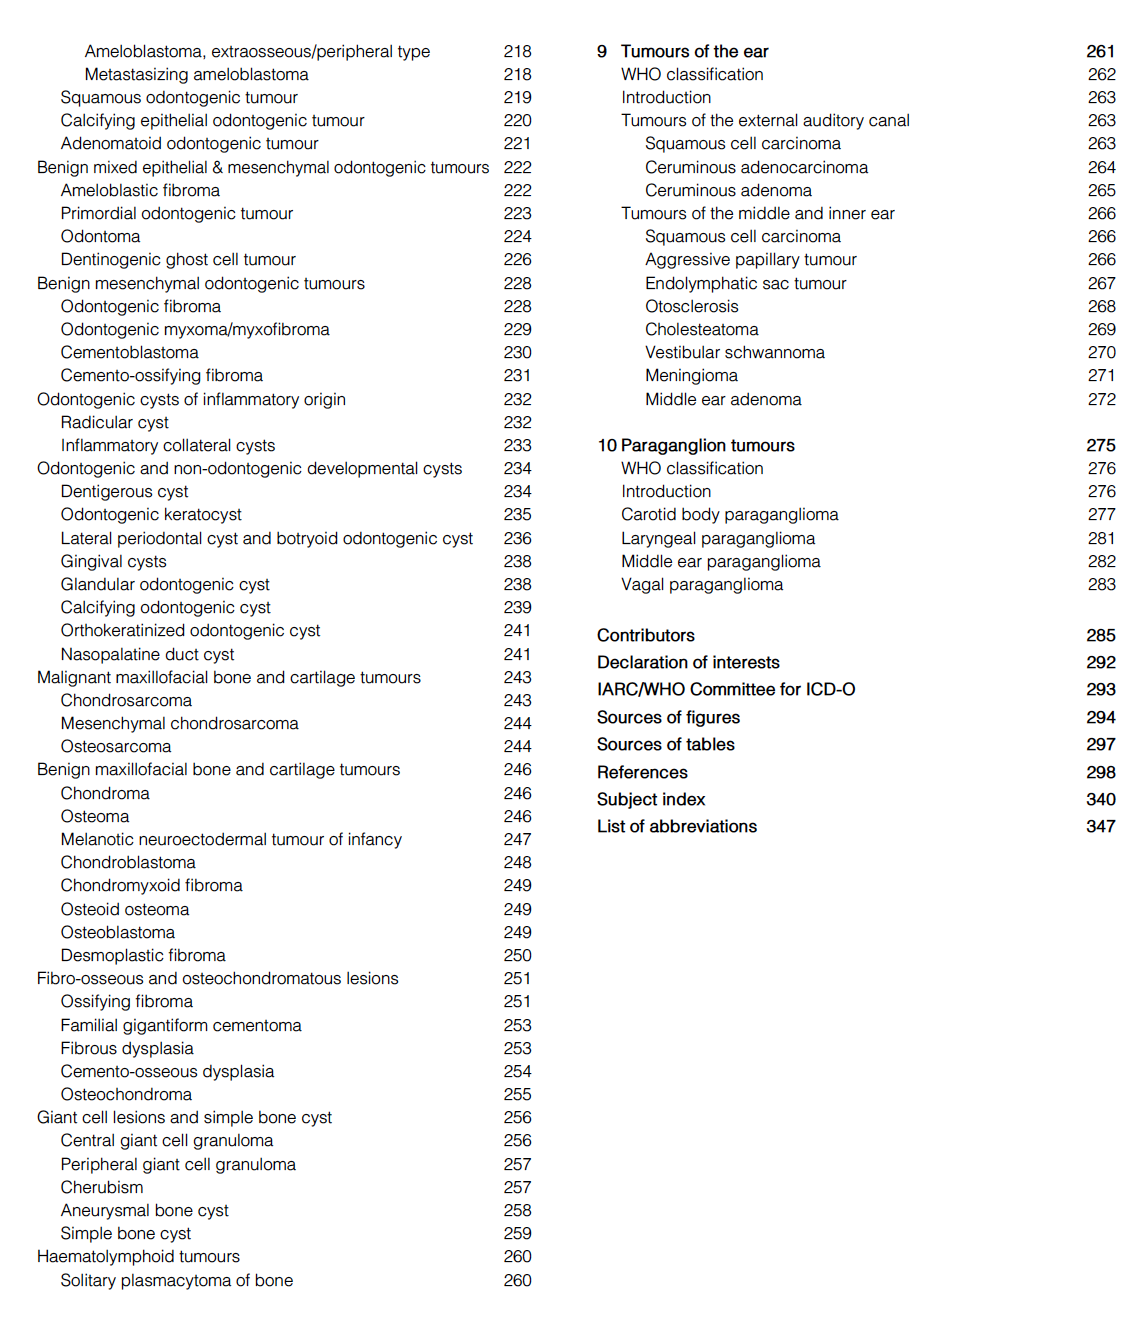 Ameloblastoma, extraosseous/peripheral type 218
Metastasizing ameloblastoma 218
Squamous odontogenic tumour 219
Calcifying epithelial odontogenic tumour 220
Adenomatoid odontogenic tumour 221
Benign mixed epithelial & mesenchymal odontogenic tumours 222
Ameloblastic fibroma 222
Primordial odontogenic tumour 223
Odontoma 224
Dentinogenic ghost cell tumour 226
Benign mesenchymal odontogenic tumours 228
Odontogenic fibroma 228
Odontogenic myxoma/myxofibroma 229
Cementoblastoma 230
Cemento-ossifying fibroma 231
Odontogenic cysts of inflammatory origin 232
Radicular cyst 232
Inflammatory collateral cysts 233
Odontogenic and non-odontogenic developmental cysts 234
Dentigerous cyst 234
Odontogenic keratocyst 235
Lateral periodontal cyst and botryoid odontogenic cyst 236
Gingival cysts 238
Glandular odontogenic cyst 238
Calcifying odontogenic cyst 239
Orthokeratinized odontogenic cyst 241
Nasopalatine duct cyst 241
Malignant maxillofacial bone and cartilage tumours 243
Chondrosarcoma 243
Mesenchymal chondrosarcoma 244
Osteosarcoma 244
Benign maxillofacial bone and cartilage tumours 246
Chondroma 246
Osteoma 246
Melanotic neuroectodermal tumour of infancy 247
Chondroblastoma 248
Chondromyxoid fibroma 249
Osteoid osteoma 249
Osteoblastoma 249
Desmoplastic fibroma 250
Fibro-osseous and osteochondromatous lesions 251
Ossifying fibroma 251
Familial gigantiform cementoma 253
Fibrous dysplasia 253
Cemento-osseous dysplasia 254
Osteochondroma 255
Giant cell lesions and simple bone cyst 256
Central giant cell granuloma 256
Peripheral giant cell granuloma 257
Cherubism 257
Aneurysmal bone cyst 258
Simple bone cyst 259
Haematolymphoid tumours 260
Solitary plasmacytoma of bone 260
9 Tumours of the ear 261
WHO classification 262
Introduction 263
Tumours of the external auditory canal 263
Squamous cell carcinoma 263
Ceruminous adenocarcinoma 264
Ceruminous adenoma 265
Tumours of the middle and inner ear 266
Squamous cell carcinoma 266
Aggressive papillary tumour 266
Endolymphatic sac tumour 267
Otosclerosis 268
Cholesteatoma 269
Vestibular schwannoma 270
Meningioma 271
Middle ear adenoma 272
10 Paraganglion tumours 275
WHO classification 276
Introduction 276
Carotid body paraganglioma 277
Laryngeal paraganglioma 281
Middle ear paraganglioma 282
Vagal paraganglioma 283
Contributors 285
Declaration of interests 292
IARC/WHO Committee for ICD-O 293
Sources of figures 294
Sources of tables 297
References 298
Subject index 340
List of abbreviations 347